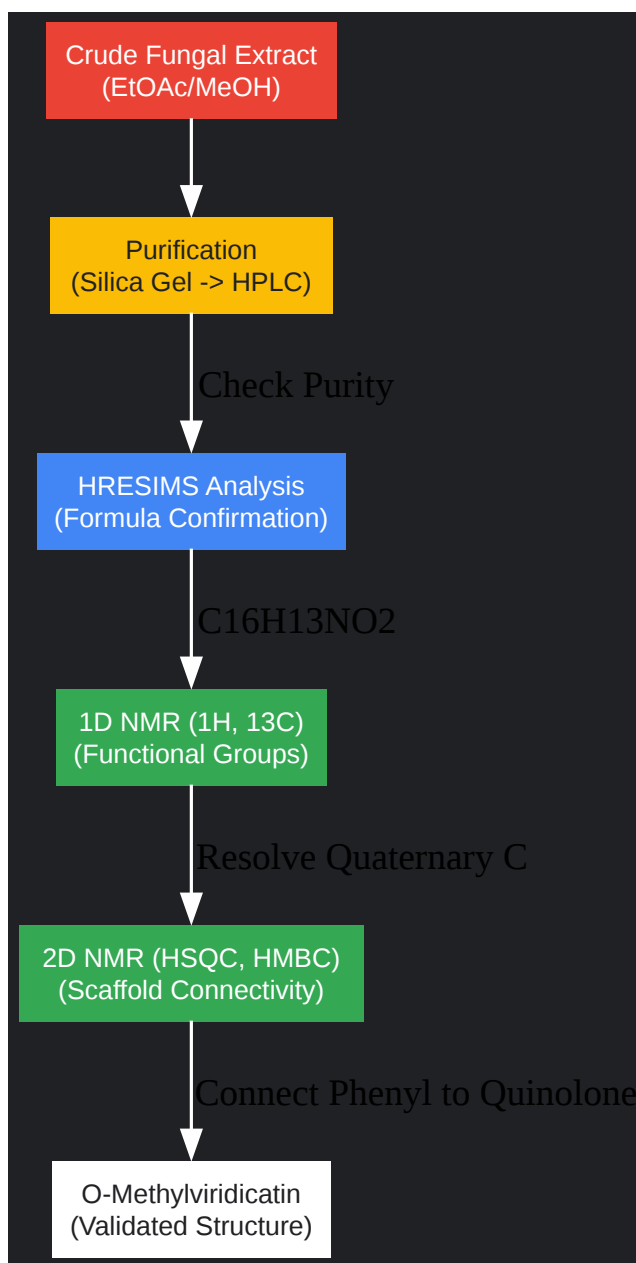 Crude Fungal Extract
(EtOAc/MeOH)
Purification
(Silica Gel -> HPLC)
Check Purity
HRESIMS Analysis
(Formula Confirmation)
C16H13NO2
1D NMR (1H, 13C)
(Functional Groups)
Resolve Quaternary C
2D NMR (HSQC, HMBC)
(Scaffold Connectivity)
Connect Phenyl to Quinolone
O-Methylviridicatin
(Validated Structure)